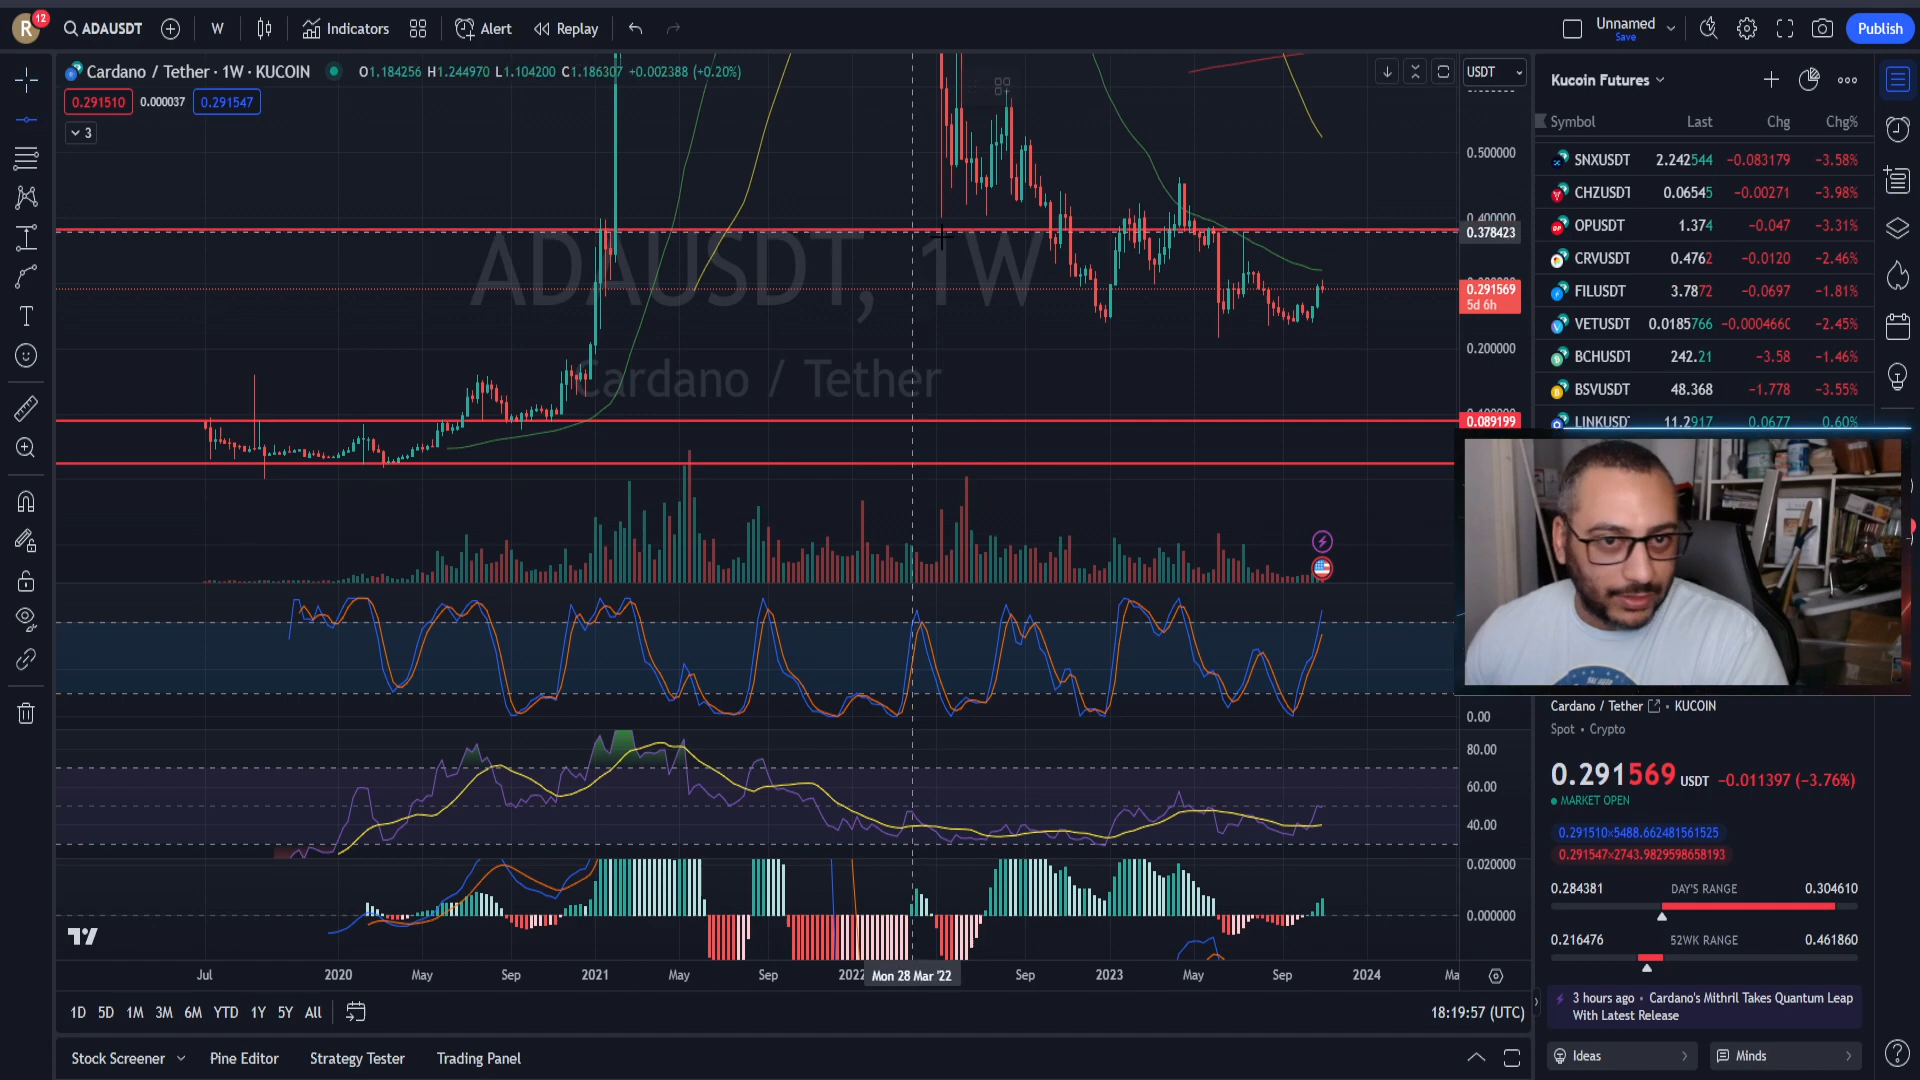 R 12 ADAUSDT W Indicators Alert Replay Unnamed Save Publish
Cardano / Tether · 1W · KUCOIN O1.184256 H1.244970 L1.104200 C1.186307 +0.002388 (+0.20%) USDT
0.291510 0.000037 0.291547
3
ADAUSDT, 1W
Cardano / Tether
0.500000
0.400000
0.378423
0.291569
5d 6h
0.200000
0.089199
0.00
80.00
60.00
40.00
0.020000
0.000000
Jul 2020 May Sep 2021 May Sep 2022 Mon 28 Mar '22 Sep 2023 May Sep 2024 Ma
1D 5D 1M 3M 6M YTD 1Y 5Y All 18:19:57 (UTC)
Stock Screener Pine Editor Strategy Tester Trading Panel
Kucoin Futures
Symbol Last Chg Chg%
SNXUSDT 2.242544 −0.083179 −3.58%
CHZUSDT 0.06545 −0.00271 −3.98%
OPUSDT 1.374 −0.047 −3.31%
CRVUSDT 0.4762 −0.0120 −2.46%
FILUSDT 3.7872 −0.0697 −1.81%
VETUSDT 0.0185766 −0.000466 −2.45%
BCHUSDT 242.21 −3.58 −1.46%
BSVUSDT 48.368 −1.778 −3.55%
LINKUSDT 11.2917 0.0677 0.60%
Cardano / Tether • KUCOIN
Spot • Crypto
0.291569 USDT −0.011397 (−3.76%)
MARKET OPEN
0.291510×5488.662481561525
0.291547×2743.9829598658193
0.284381 DAY'S RANGE 0.304610
0.216476 52WK RANGE 0.461860
3 hours ago • Cardano's Mithril Takes Quantum Leap
With Latest Release
Ideas Minds